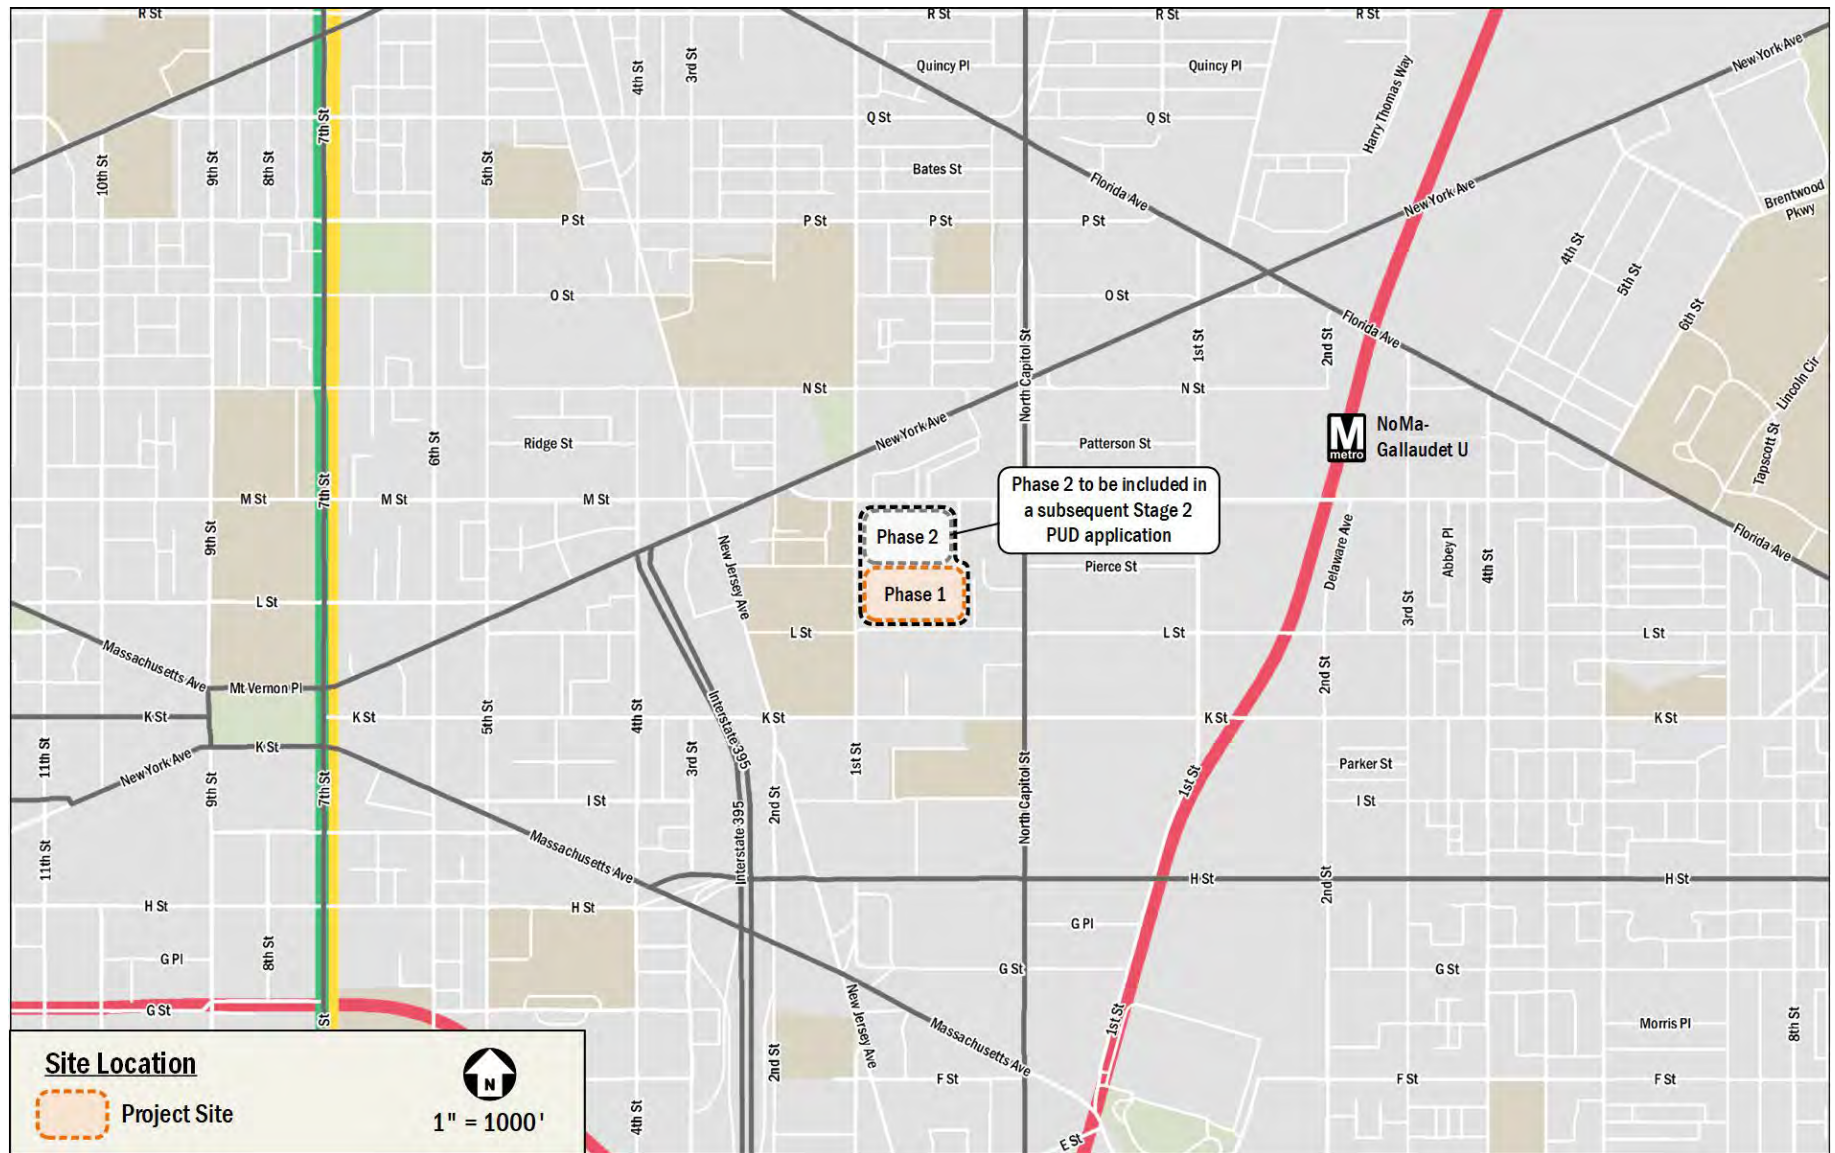 R St
R St
R St
R St
Quincy Pl
Quincy Pl
New York Ave
4th St
3rd St
Harry Thomas Way
7th St
Q St
Q St
10th St
9th St
8th St
5th St
Bates St
Florida Ave
New York Ave
Brentwood
Pkwy
P St
P St
P St
P St
4th St
5th St
O St
O St
6th St
Florida Ave
North Capitol St
1st St
2nd St
N St
N St
Lincoln Cir
New York Ave
Ridge St
6th St
Patterson St
M
metro
NoMa-
Gallaudet U
Tapscott St
7th St
M St
M St
M St
Phase 2 to be included in
a subsequent Stage 2
PUD application
Phase 2
9th St
New Jersey Ave
Delaware Ave
Abbey Pl
4th St
Florida Ave
Pierce St
Phase 1
L St
3rd St
L St
L St
L St
Massachusetts Ave
Mt Vernon Pl
2nd St
K St
K St
5th St
4th St
Interstate 395
K St
K St
K St
K St
New York Ave
11th St
9th St
7th St
3rd St
1st St
North Capitol St
1st St
Parker St
I St
2nd St
I St
Interstate 395
11th St
Massachusetts Ave
H St
H St
2nd St
H St
H St
G Pl
8th St
G Pl
G St
G St
G St
St
New Jersey Ave
Massachusetts Ave
1st St
Morris Pl
8th St
2nd St
F St
F St
F St
4th St
E St
Site Location
Project Site
N
1" = 1000'